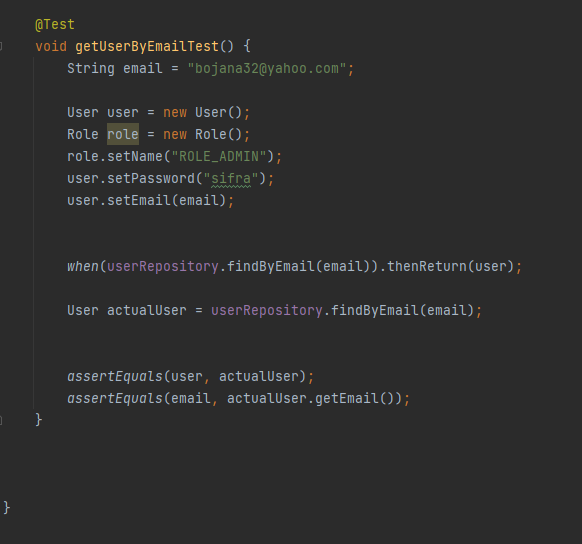 @Test
void getUserByEmailTest() {
String email = "bojana32@yahoo.com";
User user = new User();
Role role = new Role();
role.setName("ROLE_ADMIN");
user.setPassword("sifra");
user.setEmail(email);
when(userRepository.findByEmail(email)).thenReturn(user);
User actualUser = userRepository.findByEmail(email);
assertEquals(user, actualUser);
assertEquals(email, actualUser.getEmail());
}
}